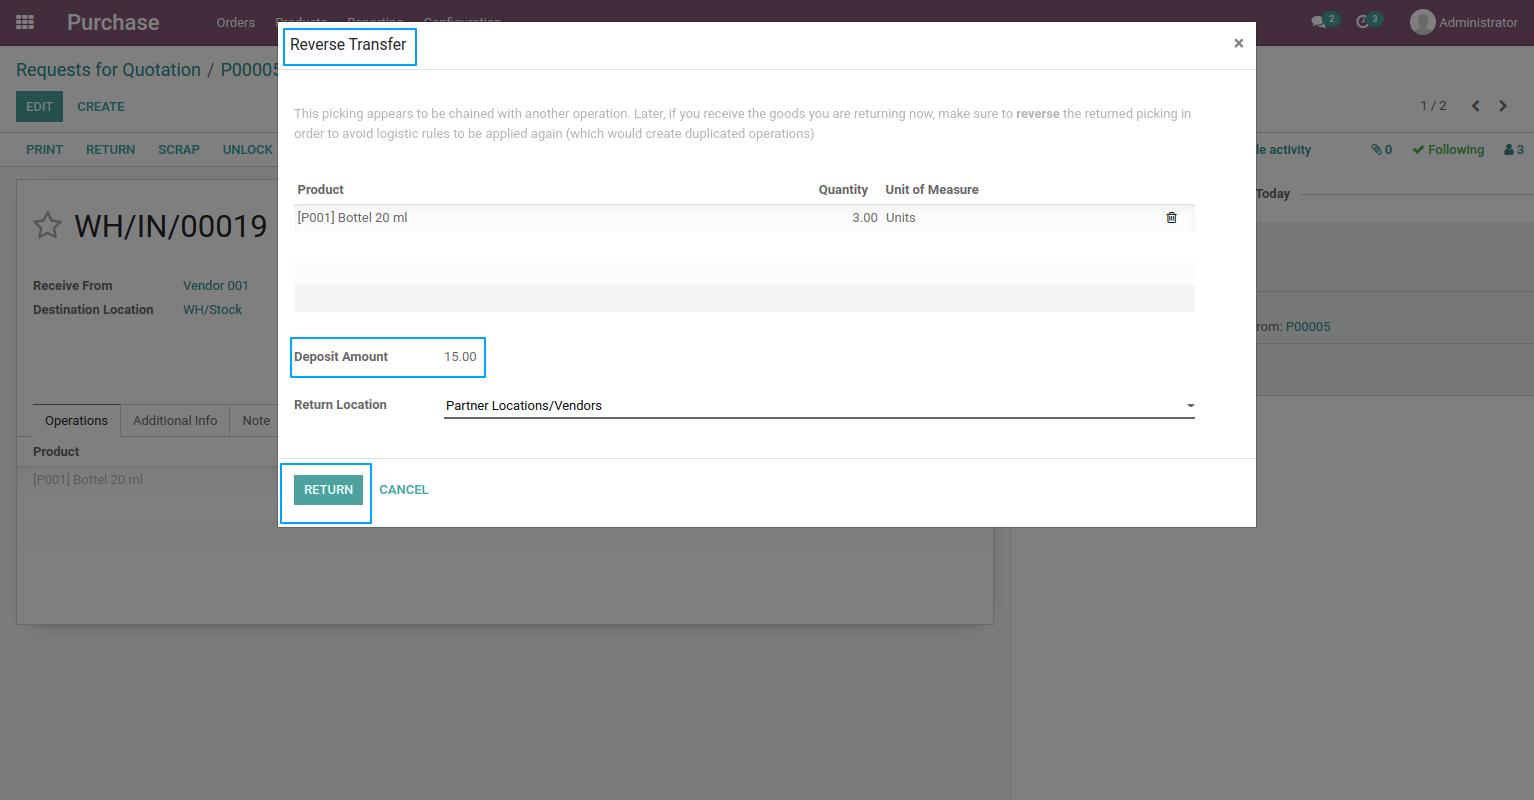 Purchase
Orders Products Reporting Configuration
2 3 Administrator
Requests for Quotation / P00005
EDIT CREATE
1 / 2
PRINT RETURN SCRAP UNLOCK
le activity 0 Following 3
Today
WH/IN/00019
Receive From Vendor 001
Destination Location WH/Stock
rom: P00005
Operations Additional Info Note
Product
[P001] Bottel 20 ml
Reverse Transfer ×
This picking appears to be chained with another operation. Later, if you receive the goods you are returning now, make sure to reverse the returned picking in
order to avoid logistic rules to be applied again (which would create duplicated operations)
Product Quantity Unit of Measure
[P001] Bottel 20 ml 3.00 Units
Deposit Amount 15.00
Return Location Partner Locations/Vendors
RETURN CANCEL